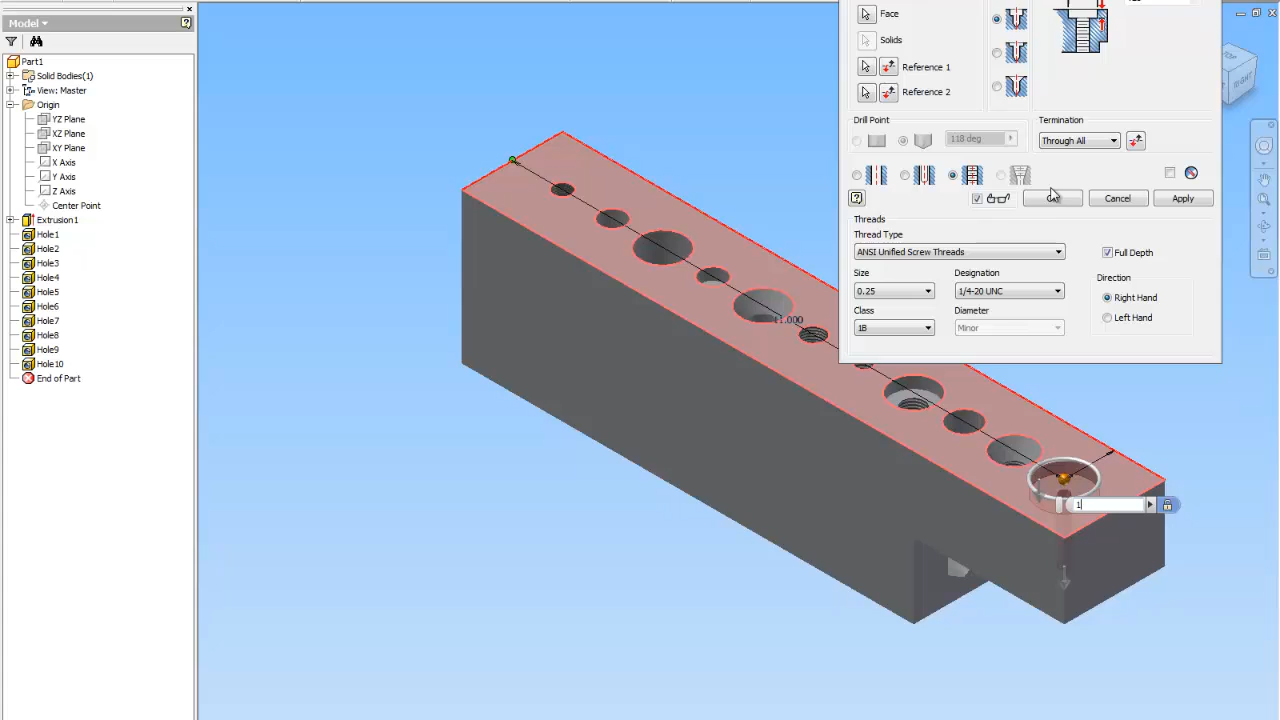 Model
Part1
Solid Bodies(1)
View: Master
Origin
YZ Plane
XZ Plane
XY Plane
X Axis
Y Axis
Z Axis
Center Point
Extrusion1
Hole1
Hole2
Hole3
Hole4
Hole5
Hole6
Hole7
Hole8
Hole9
Hole10
End of Part
Face
Solids
Reference 1
Reference 2
Drill Point
118 deg
Termination
Through All
Cancel
Apply
Threads
Thread Type
ANSI Unified Screw Threads
Full Depth
Size
Designation
Direction
0.25
1/4-20 UNC
Right Hand
Class
Diameter
Left Hand
1B
Minor
11.000
1
TOP
RIGHT